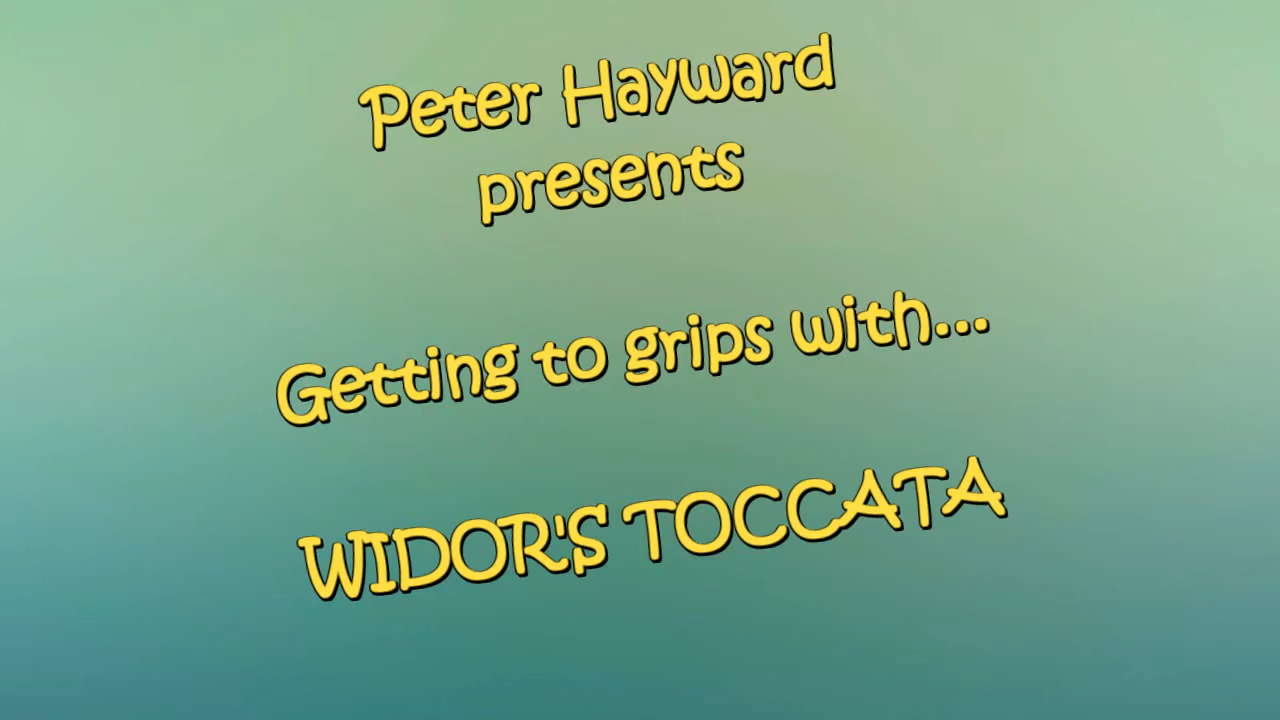 Peter Hayward
presents
Getting to grips with...
WIDOR'S TOCCATA